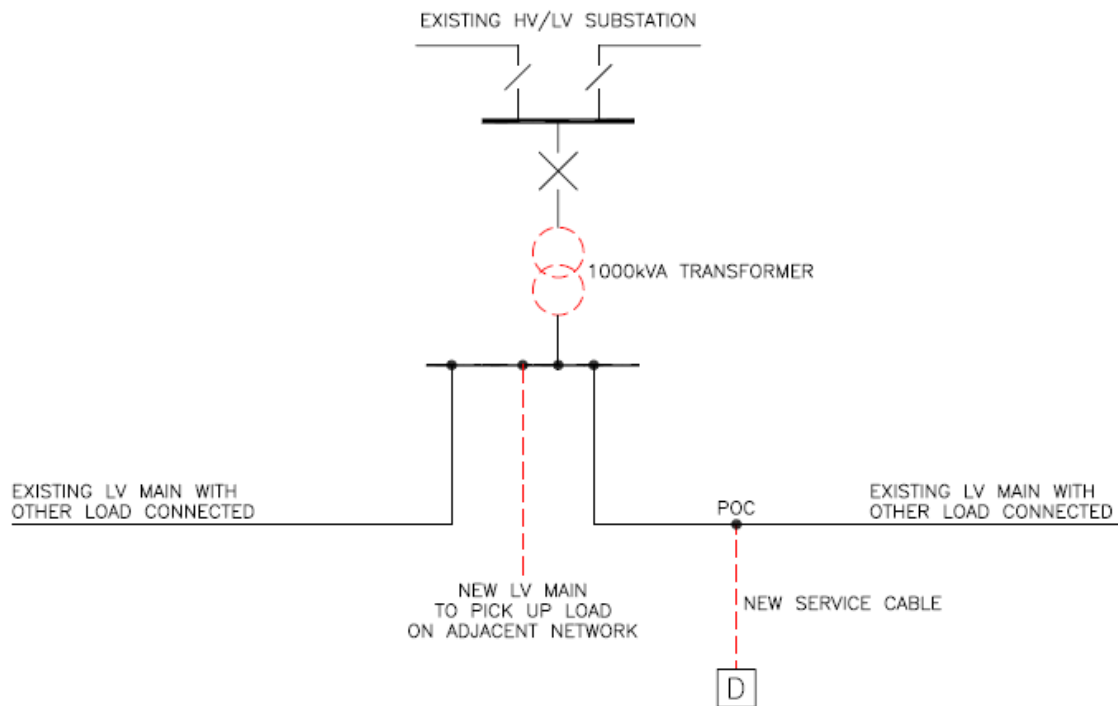 EXISTING HV/LV SUBSTATION
1000kVA TRANSFORMER
EXISTING LV MAIN WITH
OTHER LOAD CONNECTED
POC
EXISTING LV MAIN WITH
OTHER LOAD CONNECTED
NEW LV MAIN
TO PICK UP LOAD
ON ADJACENT NETWORK
NEW SERVICE CABLE
D